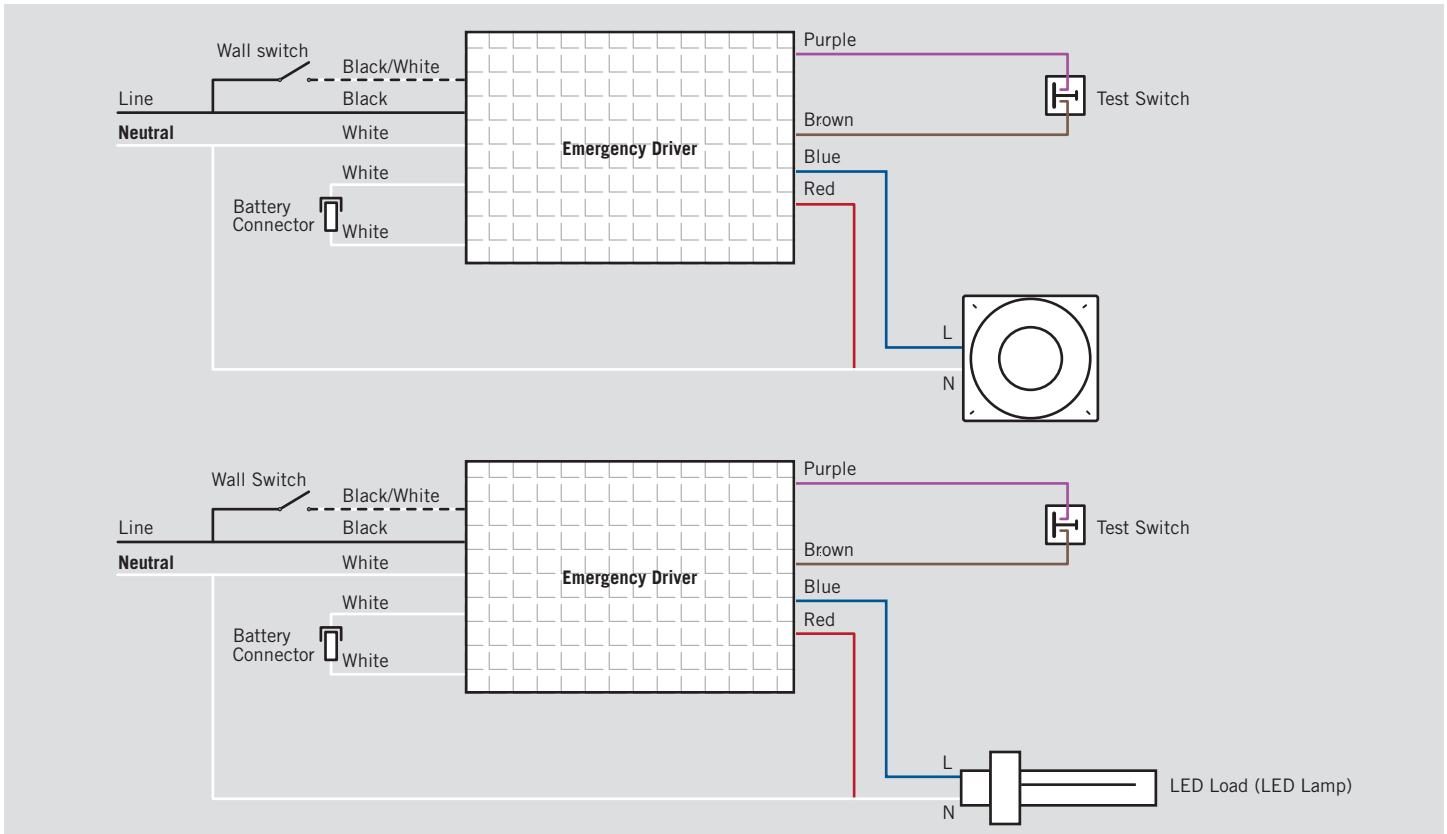 Purple
Wall switch
Black/White
Line
Black
Test Switch
Neutral
White
Brown
Emergency Driver
Blue
White
Red
Battery
Connector
White
L
N
Purple
Wall Switch
Black/White
Line
Black
Test Switch
Neutral
White
Brown
Emergency Driver
Blue
White
Red
Battery
Connector
White
L
LED Load (LED Lamp)
N